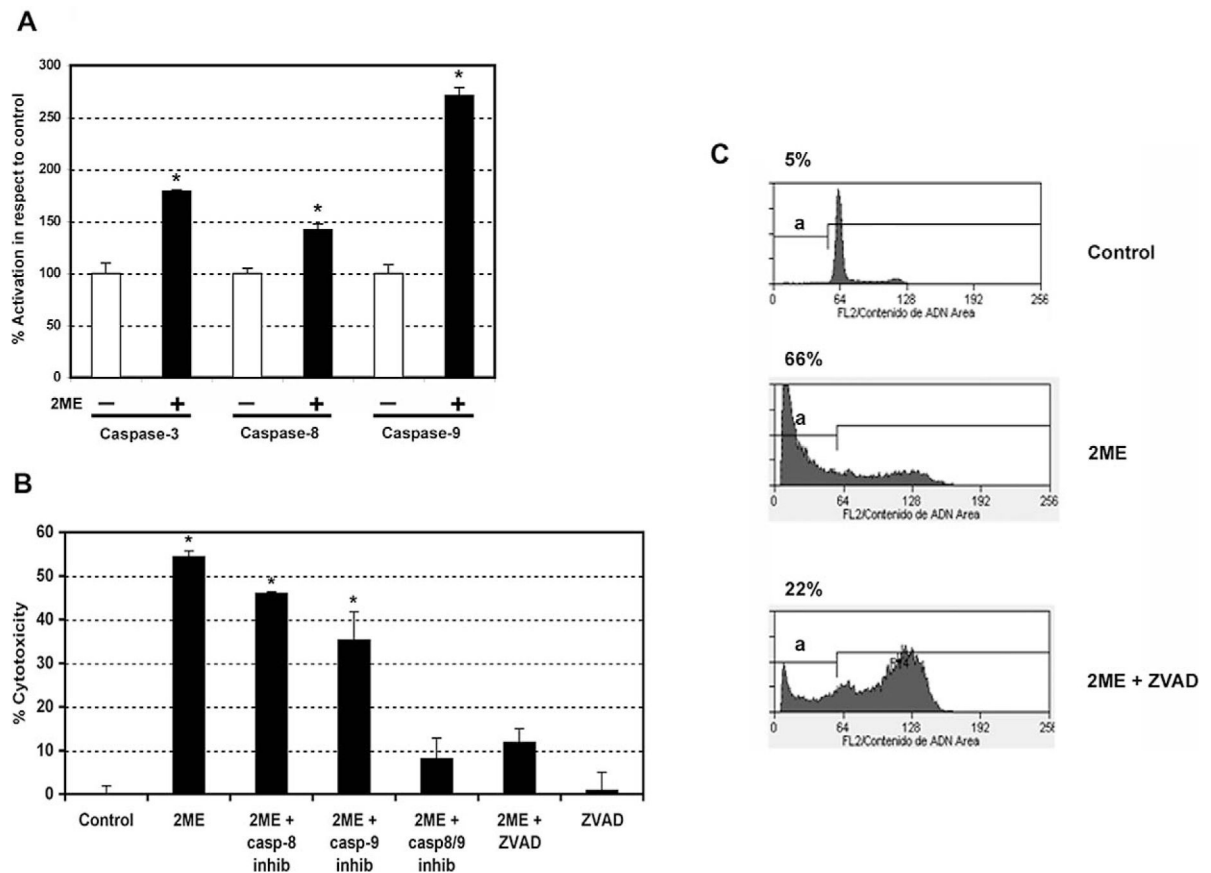 A
% Activation in respect to control
300
250
200
150
100
50
0
* * *
2ME − + − + − +
Caspase-3 Caspase-8 Caspase-9
B
% Cytotoxicity
60
50
40
30
20
10
0
* * *
Control 2ME 2ME + 2ME + 2ME + 2ME + ZVAD
casp-8 casp-9 casp8/9 ZVAD
inhib inhib inhib
C
5%
a
0 64 128 192 256
FL2/Contenido de ADN Area
Control
66%
a
0 64 128 192 256
FL2/Contenido de ADN Area
2ME
22%
a
0 64 128 192 256
FL2/Contenido de ADN Area
2ME + ZVAD